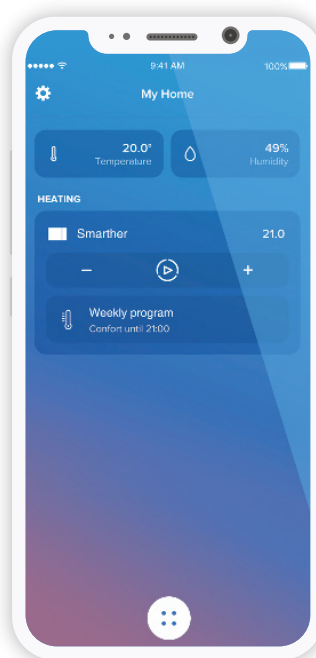 9:41 AM
100%
My Home
20.0°
Temperature
49%
Humidity
HEATING
Smarther
21.0
Weekly program
Confort until 21:00